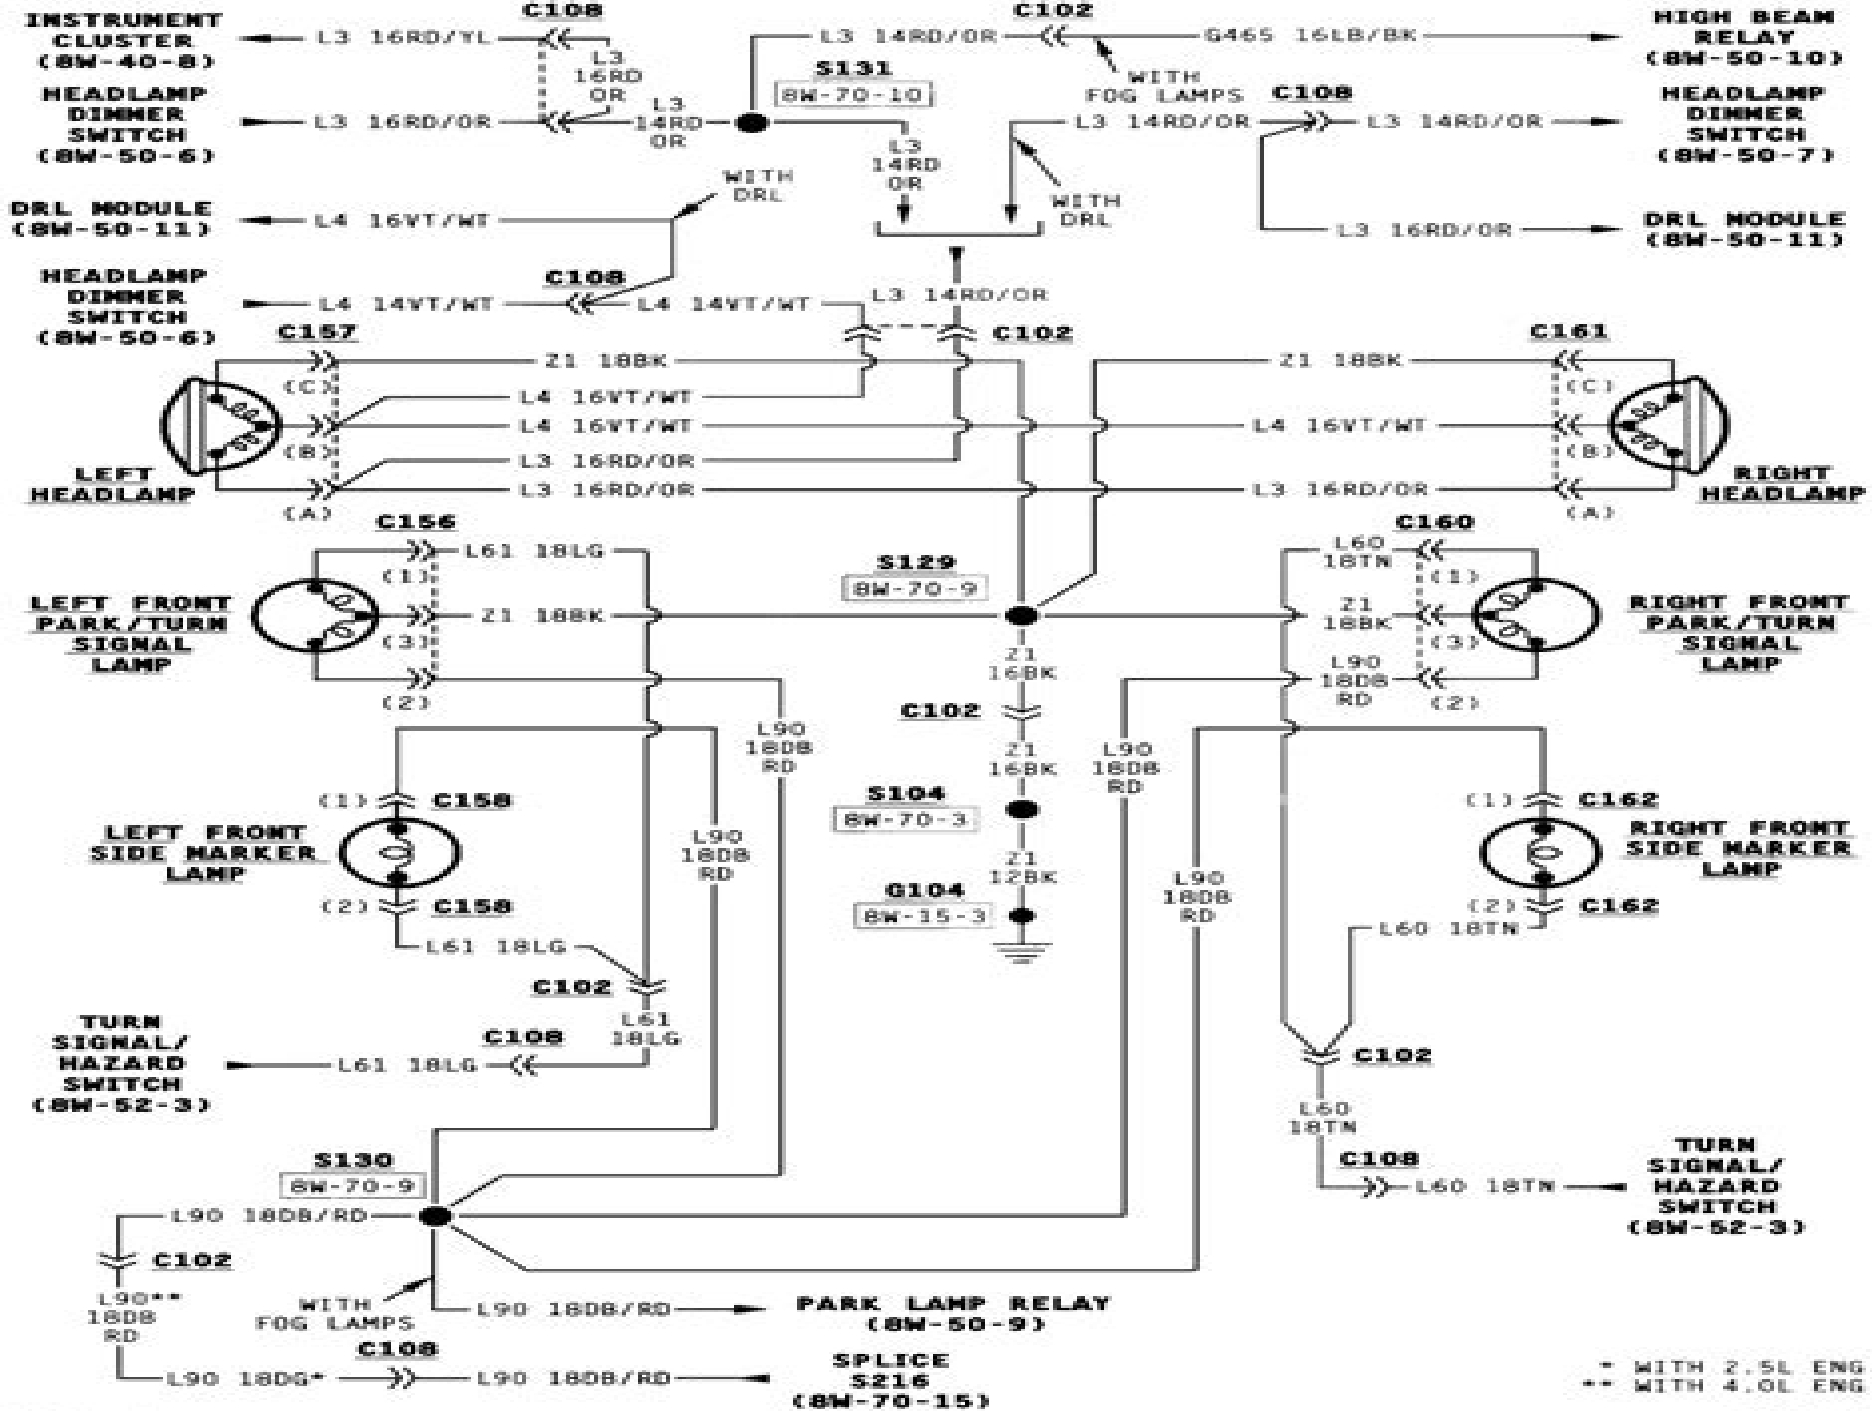 INSTRUMENT
CLUSTER
(8W-40-8)
L3 16RD/YL
C108
L3
16RD
OR
L3 14RD/OR
C102
G465 16LB/BK
HIGH BEAM
RELAY
(8W-50-10)
S131
8W-70-10
WITH
FOG LAMPS
HEADLAMP
DIMMER
SWITCH
(8W-50-6)
L3 16RD/OR
L3
14RD
OR
L3
14RD
OR
L3 14RD/OR
C108
L3 14RD/OR
HEADLAMP
DIMMER
SWITCH
(8W-50-7)
WITH
DRL
WITH
DRL
DRL MODULE
(8W-50-11)
L4 16VT/WT
L3 16RD/OR
DRL MODULE
(8W-50-11)
HEADLAMP
DIMMER
SWITCH
(8W-50-6)
L4 14VT/WT
C108
L4 14VT/WT
L3 14RD/OR
C102
C157
C161
(C)
Z1 18BK
Z1 18BK
(C)
L4 16VT/WT
(B)
L4 16VT/WT
L4 16VT/WT
(B)
L3 16RD/OR
(A)
L3 16RD/OR
L3 16RD/OR
(A)
LEFT
HEADLAMP
RIGHT
HEADLAMP
C156
C160
L61 18LG
(1)
L60
18TN
(1)
S129
8W-70-9
LEFT FRONT
PARK/TURN
SIGNAL
LAMP
Z1 18BK
(3)
Z1
18BK
(3)
RIGHT FRONT
PARK/TURN
SIGNAL
LAMP
(2)
Z1
16BK
L90
18DB
RD
(2)
C102
L90
18DB
RD
Z1
16BK
L90
18DB
RD
(1)
C158
LEFT FRONT
SIDE MARKER
LAMP
(2)
C158
L90
18DB
RD
S104
8W-70-3
Z1
12BK
G104
8W-15-3
L90
18DB
RD
(1)
C162
RIGHT FRONT
SIDE MARKER
LAMP
(2)
C162
L61 18LG
L60 18TN
C102
L61
18LG
TURN
SIGNAL/
HAZARD
SWITCH
(8W-52-3)
C108
L61 18LG
C102
L60
18TN
C108
L60 18TN
TURN
SIGNAL/
HAZARD
SWITCH
(8W-52-3)
S130
8W-70-9
L90 18DB/RD
C102
L90**
18DB
RD
WITH
FOG LAMPS
L90 18DB/RD
PARK LAMP RELAY
(8W-50-9)
L90 18DG*
C108
L90 18DB/RD
SPLICE
S216
(8W-70-15)
* WITH 2.5L ENG
** WITH 4.0L ENG